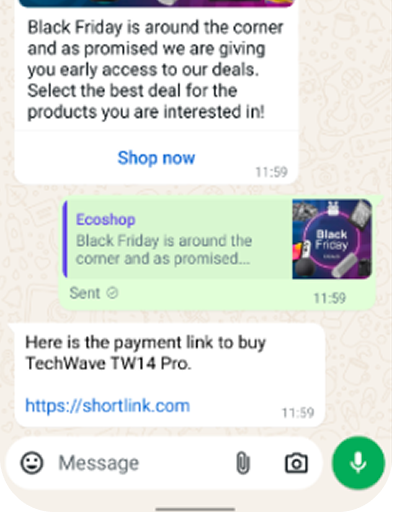 Black Friday is around the corner
and as promised we are giving
you early access to our deals.
Select the best deal for the
products you are interested in!
Shop now
11:59
Ecoshop
Black Friday is around the
corner and as promised...
Black
Friday
Sent
11:59
Here is the payment link to buy
TechWave TW14 Pro.
https://shortlink.com
11:59
Message